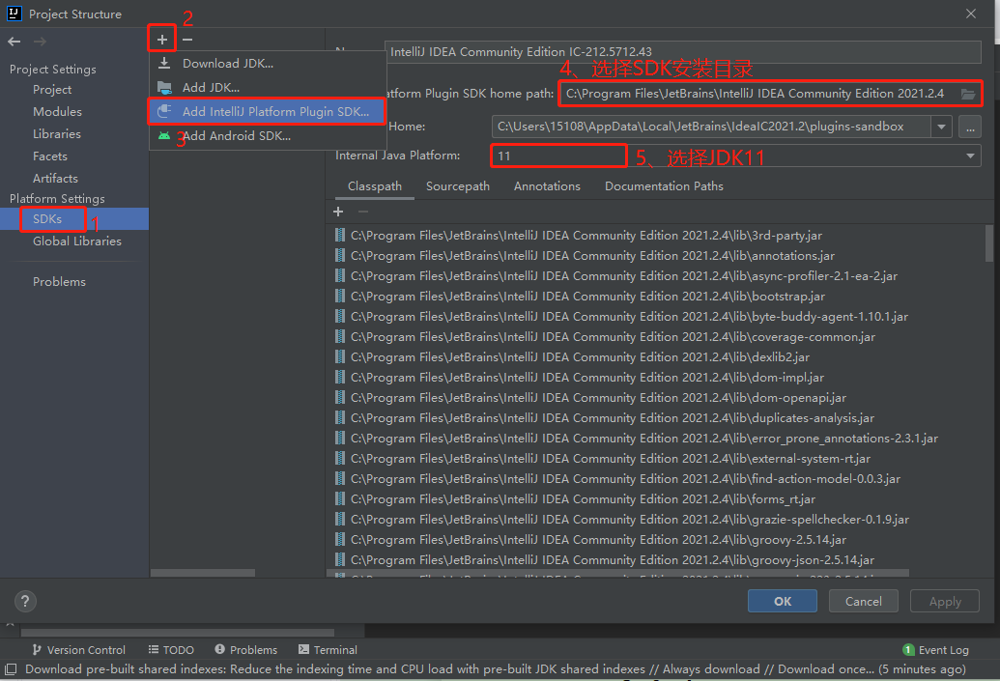 Project Structure
2
Project Settings
Project
Modules
Libraries
Facets
Artifacts
Platform Settings
SDKs
1
Global Libraries
Problems
Download JDK...
Add JDK...
Add IntelliJ Platform Plugin SDK...
3
Add Android SDK...
IntelliJ IDEA Community Edition IC-212.5712.43
4、选择SDK安装目录
atform Plugin SDK home path: C:\Program Files\JetBrains\IntelliJ IDEA Community Edition 2021.2.4
Home: C:\Users\15108\AppData\Local\JetBrains\IdeaIC2021.2\plugins-sandbox ...
Internal Java Platform: 11 5、选择JDK11
Classpath Sourcepath Annotations Documentation Paths
C:\Program Files\JetBrains\IntelliJ IDEA Community Edition 2021.2.4\lib\3rd-party.jar
C:\Program Files\JetBrains\IntelliJ IDEA Community Edition 2021.2.4\lib\annotations.jar
C:\Program Files\JetBrains\IntelliJ IDEA Community Edition 2021.2.4\lib\async-profiler-2.1-ea-2.jar
C:\Program Files\JetBrains\IntelliJ IDEA Community Edition 2021.2.4\lib\bootstrap.jar
C:\Program Files\JetBrains\IntelliJ IDEA Community Edition 2021.2.4\lib\byte-buddy-agent-1.10.1.jar
C:\Program Files\JetBrains\IntelliJ IDEA Community Edition 2021.2.4\lib\coverage-common.jar
C:\Program Files\JetBrains\IntelliJ IDEA Community Edition 2021.2.4\lib\dexlib2.jar
C:\Program Files\JetBrains\IntelliJ IDEA Community Edition 2021.2.4\lib\dom-impl.jar
C:\Program Files\JetBrains\IntelliJ IDEA Community Edition 2021.2.4\lib\dom-openapi.jar
C:\Program Files\JetBrains\IntelliJ IDEA Community Edition 2021.2.4\lib\duplicates-analysis.jar
C:\Program Files\JetBrains\IntelliJ IDEA Community Edition 2021.2.4\lib\error_prone_annotations-2.3.1.jar
C:\Program Files\JetBrains\IntelliJ IDEA Community Edition 2021.2.4\lib\external-system-rt.jar
C:\Program Files\JetBrains\IntelliJ IDEA Community Edition 2021.2.4\lib\find-action-model-0.0.3.jar
C:\Program Files\JetBrains\IntelliJ IDEA Community Edition 2021.2.4\lib\forms_rt.jar
C:\Program Files\JetBrains\IntelliJ IDEA Community Edition 2021.2.4\lib\grazie-spellchecker-0.1.9.jar
C:\Program Files\JetBrains\IntelliJ IDEA Community Edition 2021.2.4\lib\groovy-2.5.14.jar
C:\Program Files\JetBrains\IntelliJ IDEA Community Edition 2021.2.4\lib\groovy-json-2.5.14.jar
? OK Cancel Apply
Version Control TODO Problems Terminal 1 Event Log
Download pre-built shared indexes: Reduce the indexing time and CPU load with pre-built JDK shared indexes // Always download // Download once... (5 minutes ago)